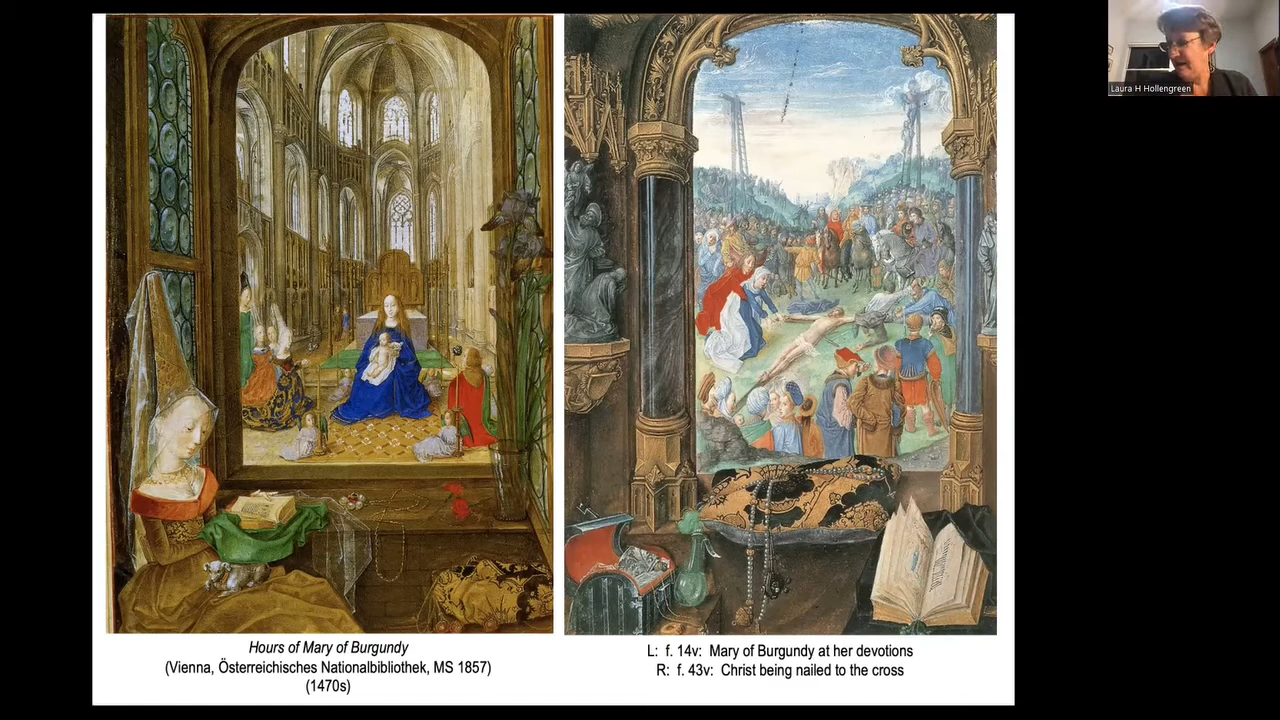 Laura H Hollengreen
Hours of Mary of Burgundy
(Vienna, Österreichisches Nationalbibliothek, MS 1857)
(1470s)
L: f. 14v: Mary of Burgundy at her devotions
R: f. 43v: Christ being nailed to the cross